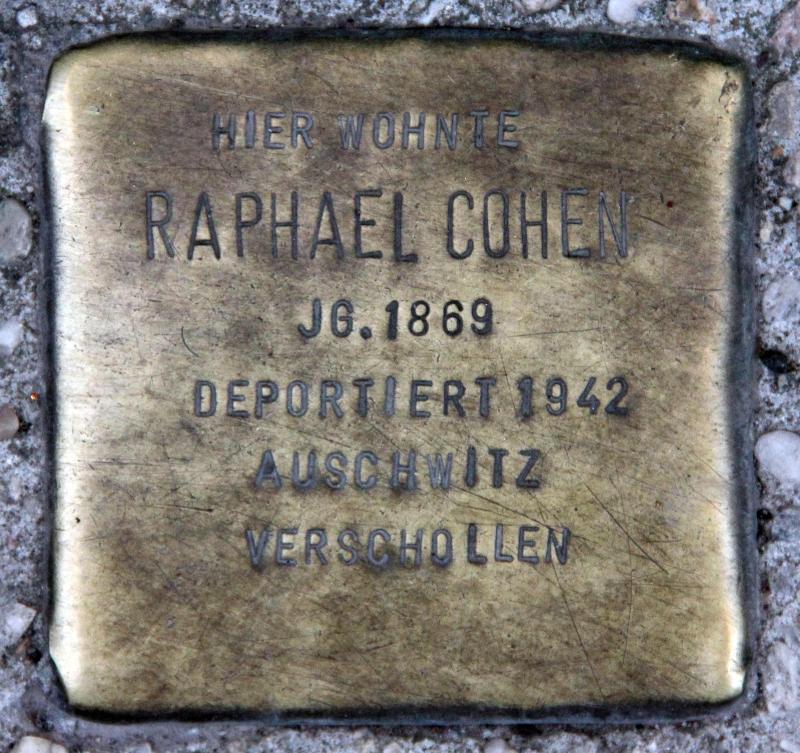 HIER WOHNTE
RAPHAEL COHEN
JG. 1869
DEPORTIERT 1942
AUSCHWITZ
VERSCHOLLEN